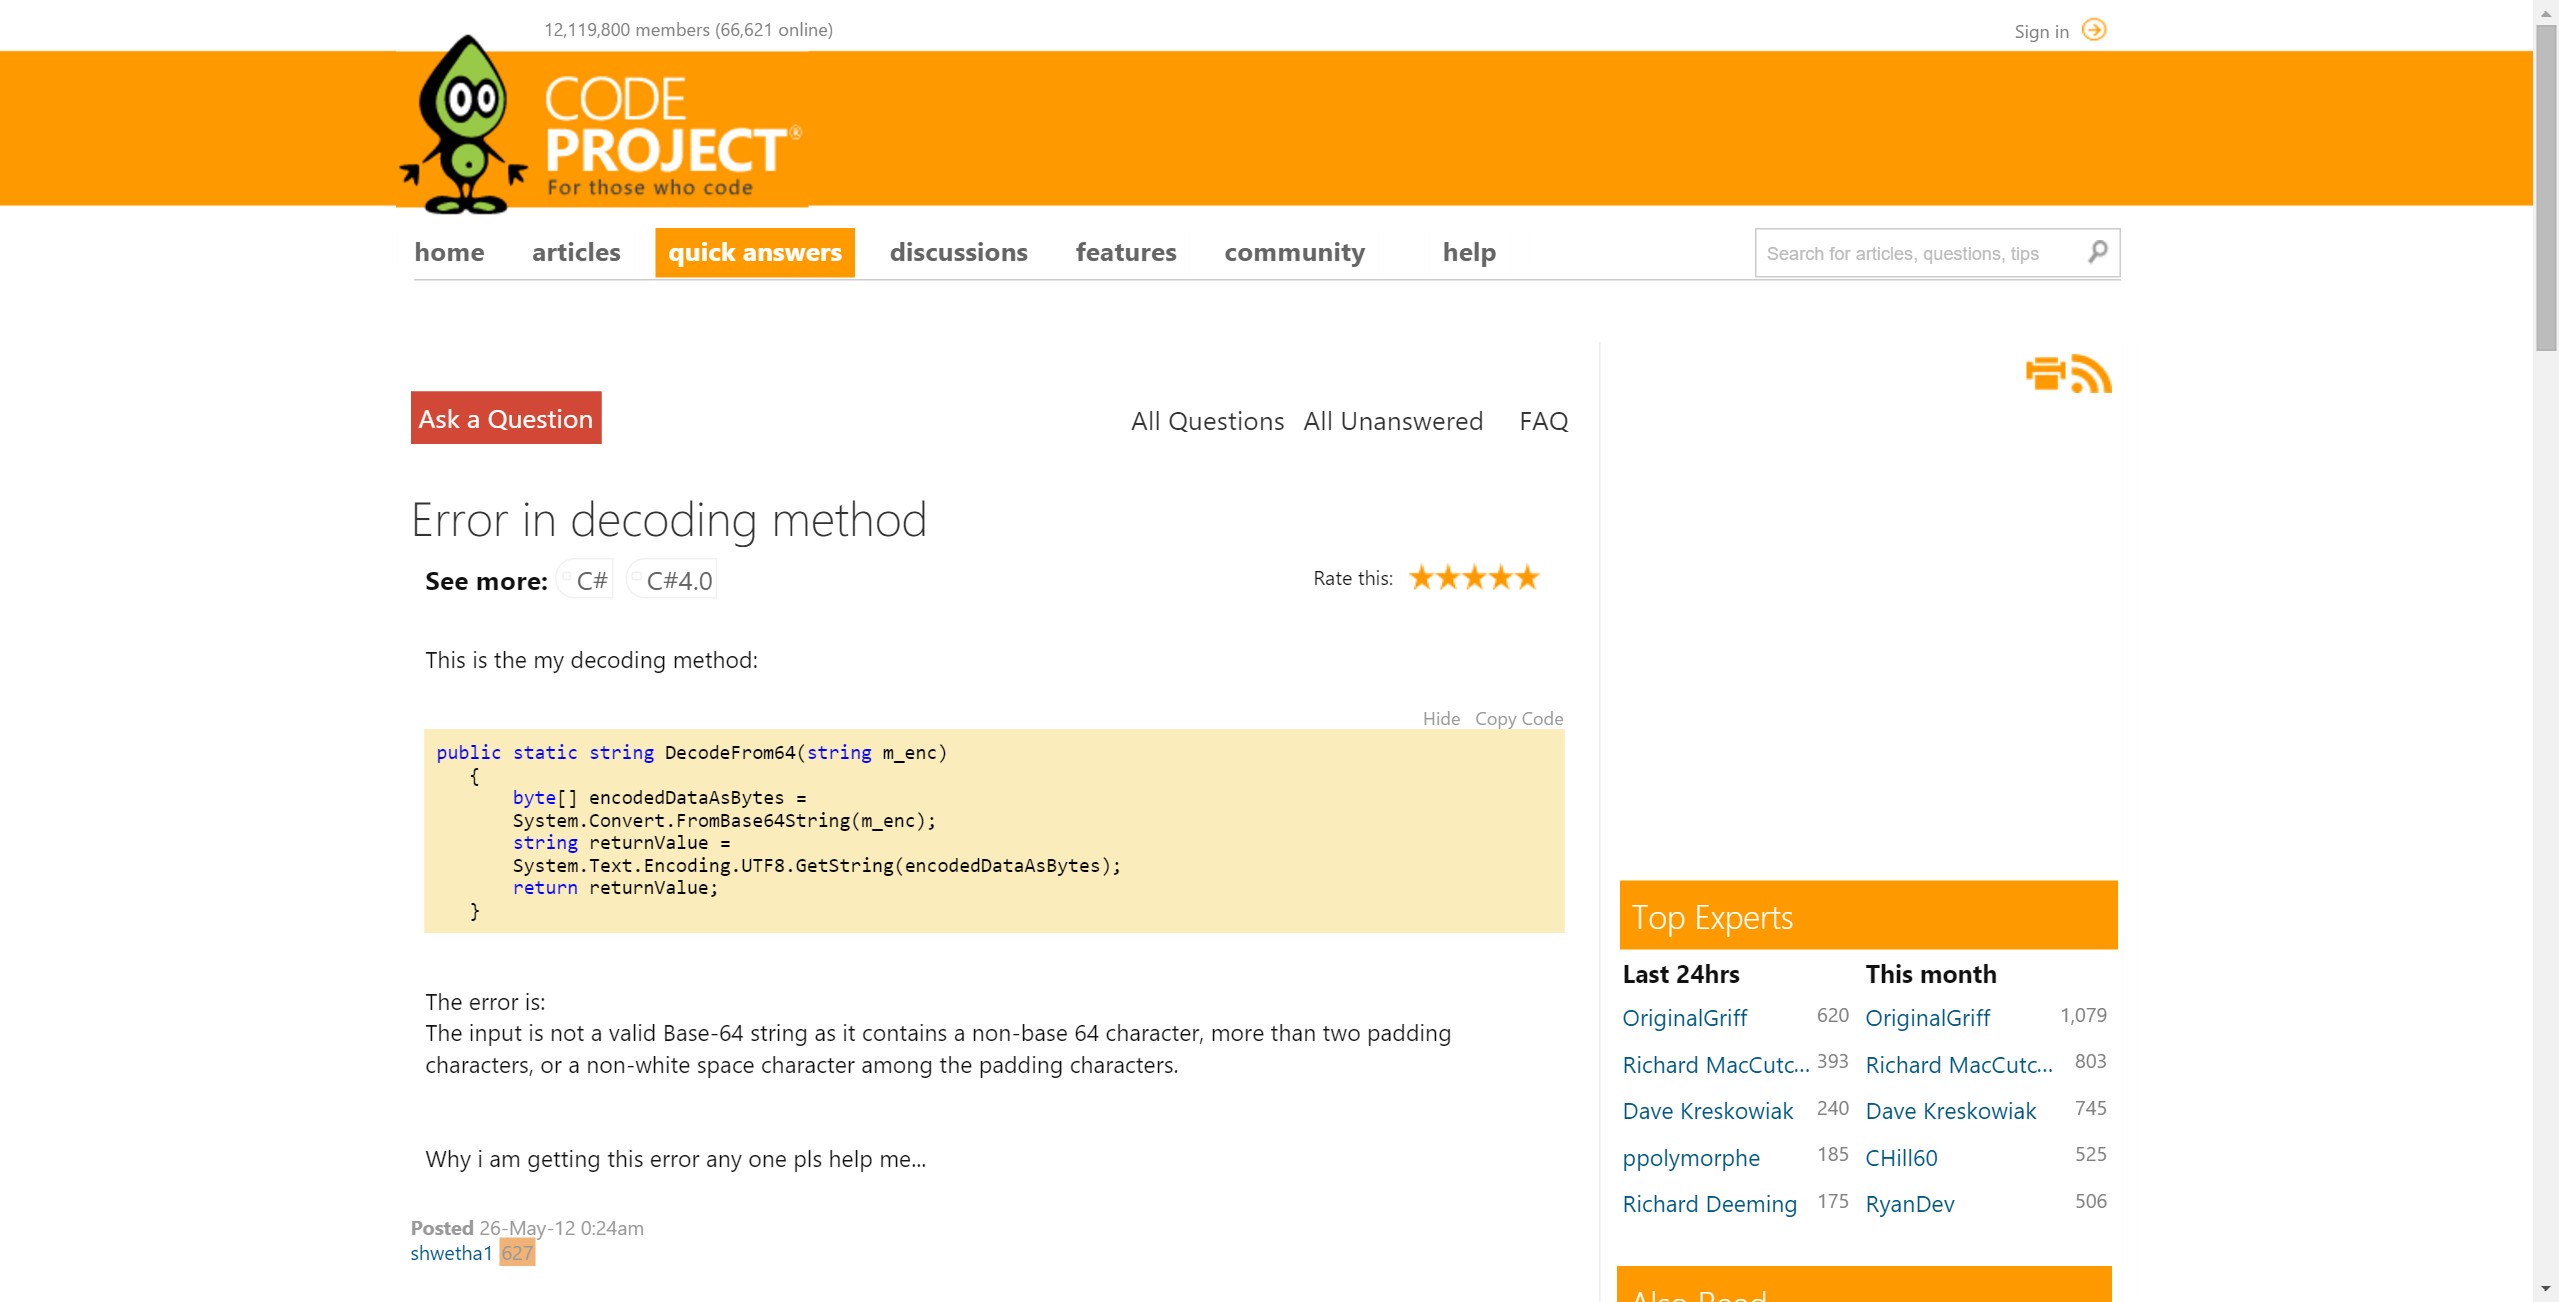 12,119,800 members (66,621 online)
Sign in
CODE
PROJECT®
For those who code
home articles quick answers discussions features community help
Search for articles, questions, tips
Ask a Question
All Questions All Unanswered FAQ
Error in decoding method
See more: C# C#4.0
Rate this:
This is the my decoding method:
Hide Copy Code
public static string DecodeFrom64(string m_enc)
{
byte[] encodedDataAsBytes =
System.Convert.FromBase64String(m_enc);
string returnValue =
System.Text.Encoding.UTF8.GetString(encodedDataAsBytes);
return returnValue;
}
The error is:
The input is not a valid Base-64 string as it contains a non-base 64 character, more than two padding
characters, or a non-white space character among the padding characters.
Why i am getting this error any one pls help me...
Posted 26-May-12 0:24am
shwetha1 627
Top Experts
Last 24hrs This month
OriginalGriff 620 OriginalGriff 1,079
Richard MacCutc... 393 Richard MacCutc... 803
Dave Kreskowiak 240 Dave Kreskowiak 745
ppolymorphe 185 CHill60 525
Richard Deeming 175 RyanDev 506
Also Read